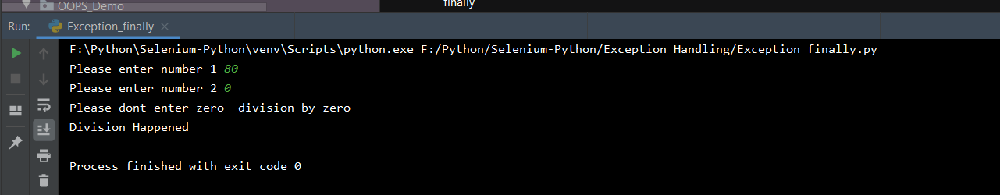 OOPS_Demo
finally
Run: Exception_finally
F:\Python\Selenium-Python\venv\Scripts\python.exe F:/Python/Selenium-Python/Exception_Handling/Exception_finally.py
Please enter number 1 80
Please enter number 2 0
Please dont enter zero  division by zero
Division Happened
Process finished with exit code 0